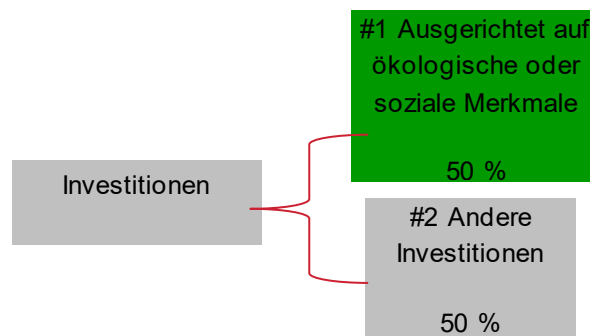 #1 Ausgerichtet auf
ökologische oder
soziale Merkmale
50 %
Investitionen
#2 Andere
Investitionen
50 %